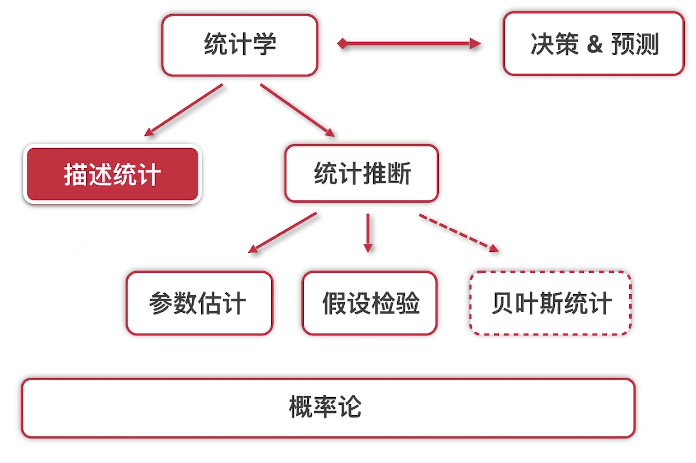 统计学
决策 & 预测
描述统计
统计推断
参数估计
假设检验
贝叶斯统计
概率论